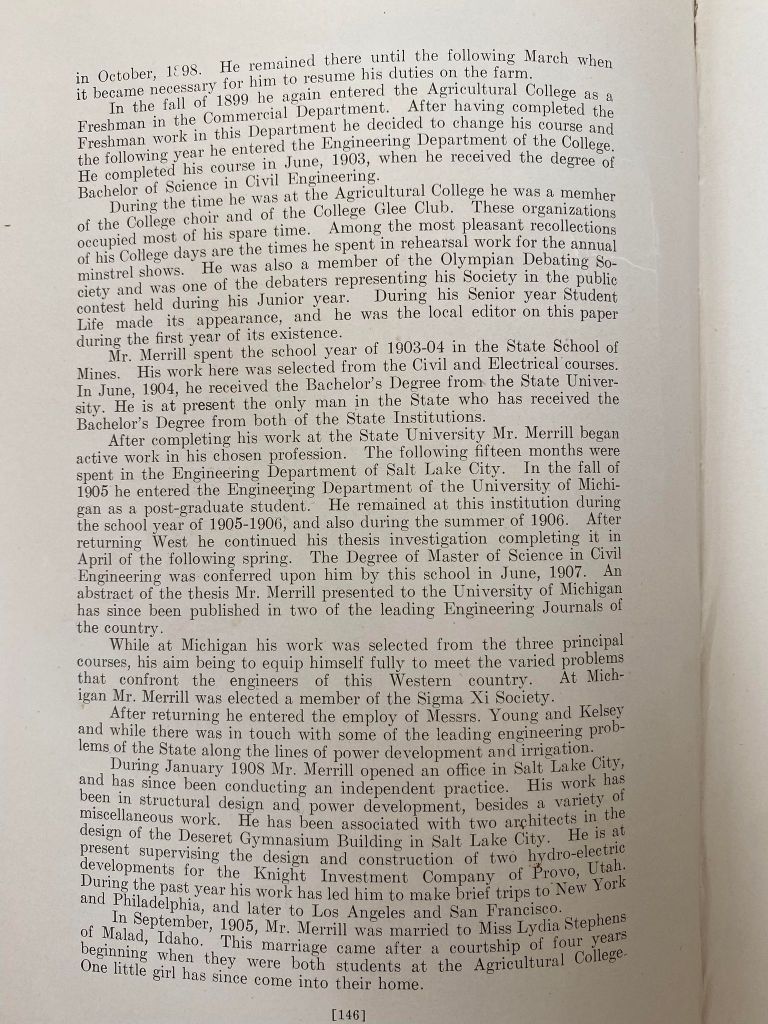 in October, 1898. He remained there until the following March when
it became necessary for him to resume his duties on the farm.
In the fall of 1899 he again entered the Agricultural College as a
Freshman in the Commercial Department. After having completed the
Freshman work in this Department he decided to change his course and
the following year he entered the Engineering Department of the College.
He completed his course in June, 1903, when he received the degree of
Bachelor of Science in Civil Engineering.
During the time he was at the Agricultural College he was a memher
of the College choir and of the College Glee Club. These organizations
occupied most of his spare time. Among the most pleasant recollections
of his College days are the times he spent in rehearsal work for the annual
minstrel shows. He was also a member of the Olympian Debating So-
ciety and was one of the debaters representing his Society in the public
contest held during his Junior year. During his Senior year Student
Life made its appearance, and he was the local editor on this paper
during the first year of its existence.
Mr. Merrill spent the school year of 1903-04 in the State School of
Mines. His work here was selected from the Civil and Electrical courses.
In June, 1904, he received the Bachelor's Degree from the State Univer-
sity. He is at present the only man in the State who has received the
Bachelor's Degree from both of the State Institutions.
After completing his work at the State University Mr. Merrill began
active work in his chosen profession. The following fifteen months were
spent in the Engineering Department of Salt Lake City. In the fall of
1905 he entered the Engineering Department of the University of Michi-
gan as a post-graduate student. He remained at this institution during
the school year of 1905-1906, and also during the summer of 1906. After
returning West he continued his thesis investigation completing it in
April of the following spring. The Degree of Master of Science in Civil
Engineering was conferred upon him by this school in June, 1907. An
abstract of the thesis Mr. Merrill presented to the University of Michigan
has since been published in two of the leading Engineering Journals of
the country.
While at Michigan his work was selected from the three principal
courses, his aim being to equip himself fully to meet the varied problems
that confront the engineers of this Western country. At Mich-
igan Mr. Merrill was elected a member of the Sigma Xi Society.
After returning he entered the employ of Messrs. Young and Kelsey
and while there was in touch with some of the leading engineering prob-
lems of the State along the lines of power development and irrigation.
During January 1908 Mr. Merrill opened an office in Salt Lake City,
and has since been conducting an independent practice. His work has
been in structural design and power development, besides a variety of
miscellaneous work. He has been associated with two architects in the
design of the Deseret Gymnasium Building in Salt Lake City. He is at
present supervising the design and construction of two hydro-electric
developments for the Knight Investment Company of Provo, Utah.
During the past year his work has led him to make brief trips to New York
and Philadelphia, and later to Los Angeles and San Francisco.
In September, 1905, Mr. Merrill was married to Miss Lydia Stephens
of Malad, Idaho. This marriage came after a courtship of four years
beginning when they were both students at the Agricultural College.
One little girl has since come into their home.
[146]